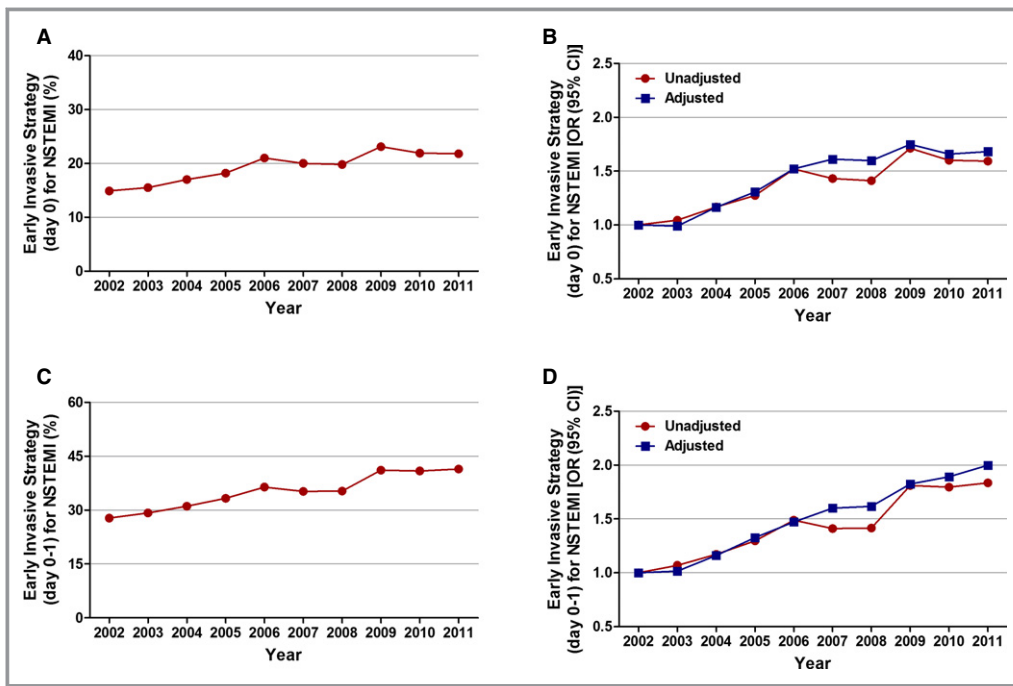 A
Early Invasive Strategy
(day 0) for NSTEMI (%)
40
30
20
10
0
2002 2003 2004 2005 2006 2007 2008 2009 2010 2011
Year
B
Early Invasive Strategy
(day 0) for NSTEMI [OR (95% CI)]
2.5
2.0
1.5
1.0
0.5
Unadjusted
Adjusted
2002 2003 2004 2005 2006 2007 2008 2009 2010 2011
Year
C
Early Invasive Strategy
(day 0-1) for NSTEMI (%)
60
45
30
15
0
2002 2003 2004 2005 2006 2007 2008 2009 2010 2011
Year
D
Early Invasive Strategy
(day 0-1) for NSTEMI [OR (95% CI)]
2.5
2.0
1.5
1.0
0.5
Unadjusted
Adjusted
2002 2003 2004 2005 2006 2007 2008 2009 2010 2011
Year